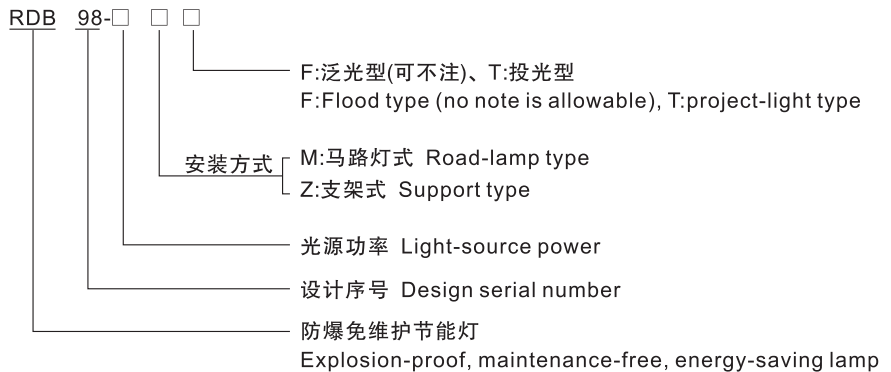 RDB 98-□ □ □
F:泛光型(可不注)、T:投光型
F:Flood type (no note is allowable), T:project-light type
安装方式
M:马路灯式 Road-lamp type
Z:支架式 Support type
光源功率 Light-source power
设计序号 Design serial number
防爆免维护节能灯
Explosion-proof, maintenance-free, energy-saving lamp